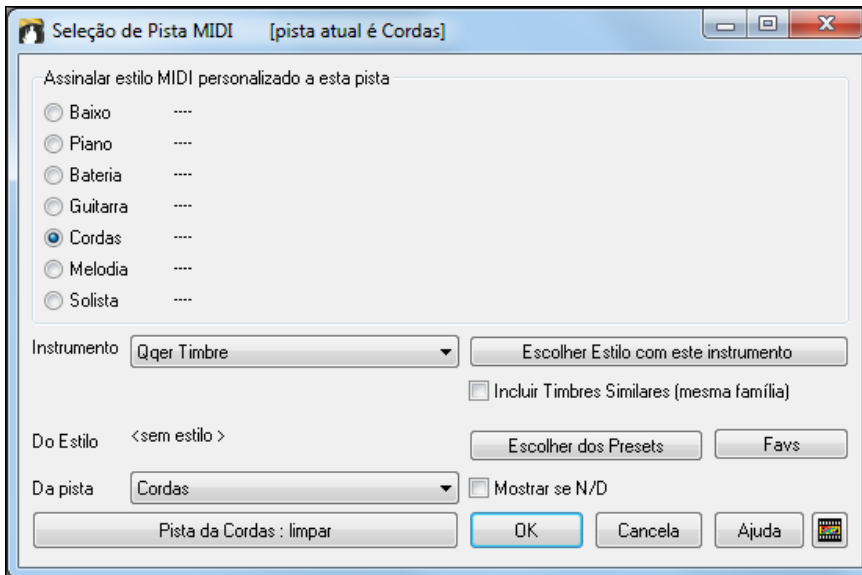 Seleção de Pista MIDI [pista atual é Cordas]
Assinalar estilo MIDI personalizado a esta pista
Baixo ----
Piano ----
Bateria ----
Guitarra ----
Cordas ----
Melodia ----
Solista ----
Instrumento Qqer Timbre Escolher Estilo com este instrumento
Incluir Timbres Similares (mesma família)
Do Estilo <sem estilo > Escolher dos Presets Favs
Da pista Cordas Mostrar se N/D
Pista da Cordas : limpar OK Cancela Ajuda